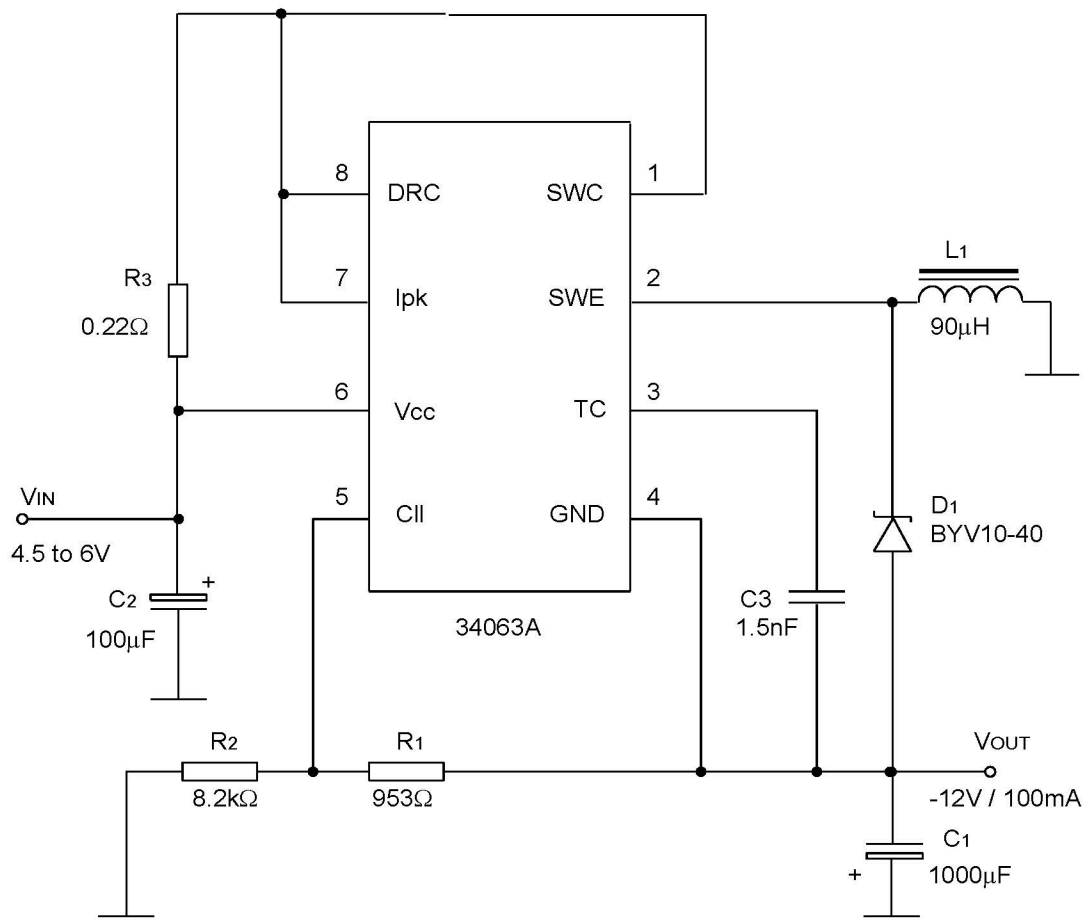 8 DRC SWC 1
L1
R3
7 Ipk SWE 2
0.22Ω
90μH
6 Vcc TC 3
VIN
5 CII GND 4
D1
BYV10-40
4.5 to 6V
+
C2
C3
34063A
1.5nF
100μF
R2 R1
VOUT
8.2kΩ 953Ω
-12V / 100mA
C1
+
1000μF